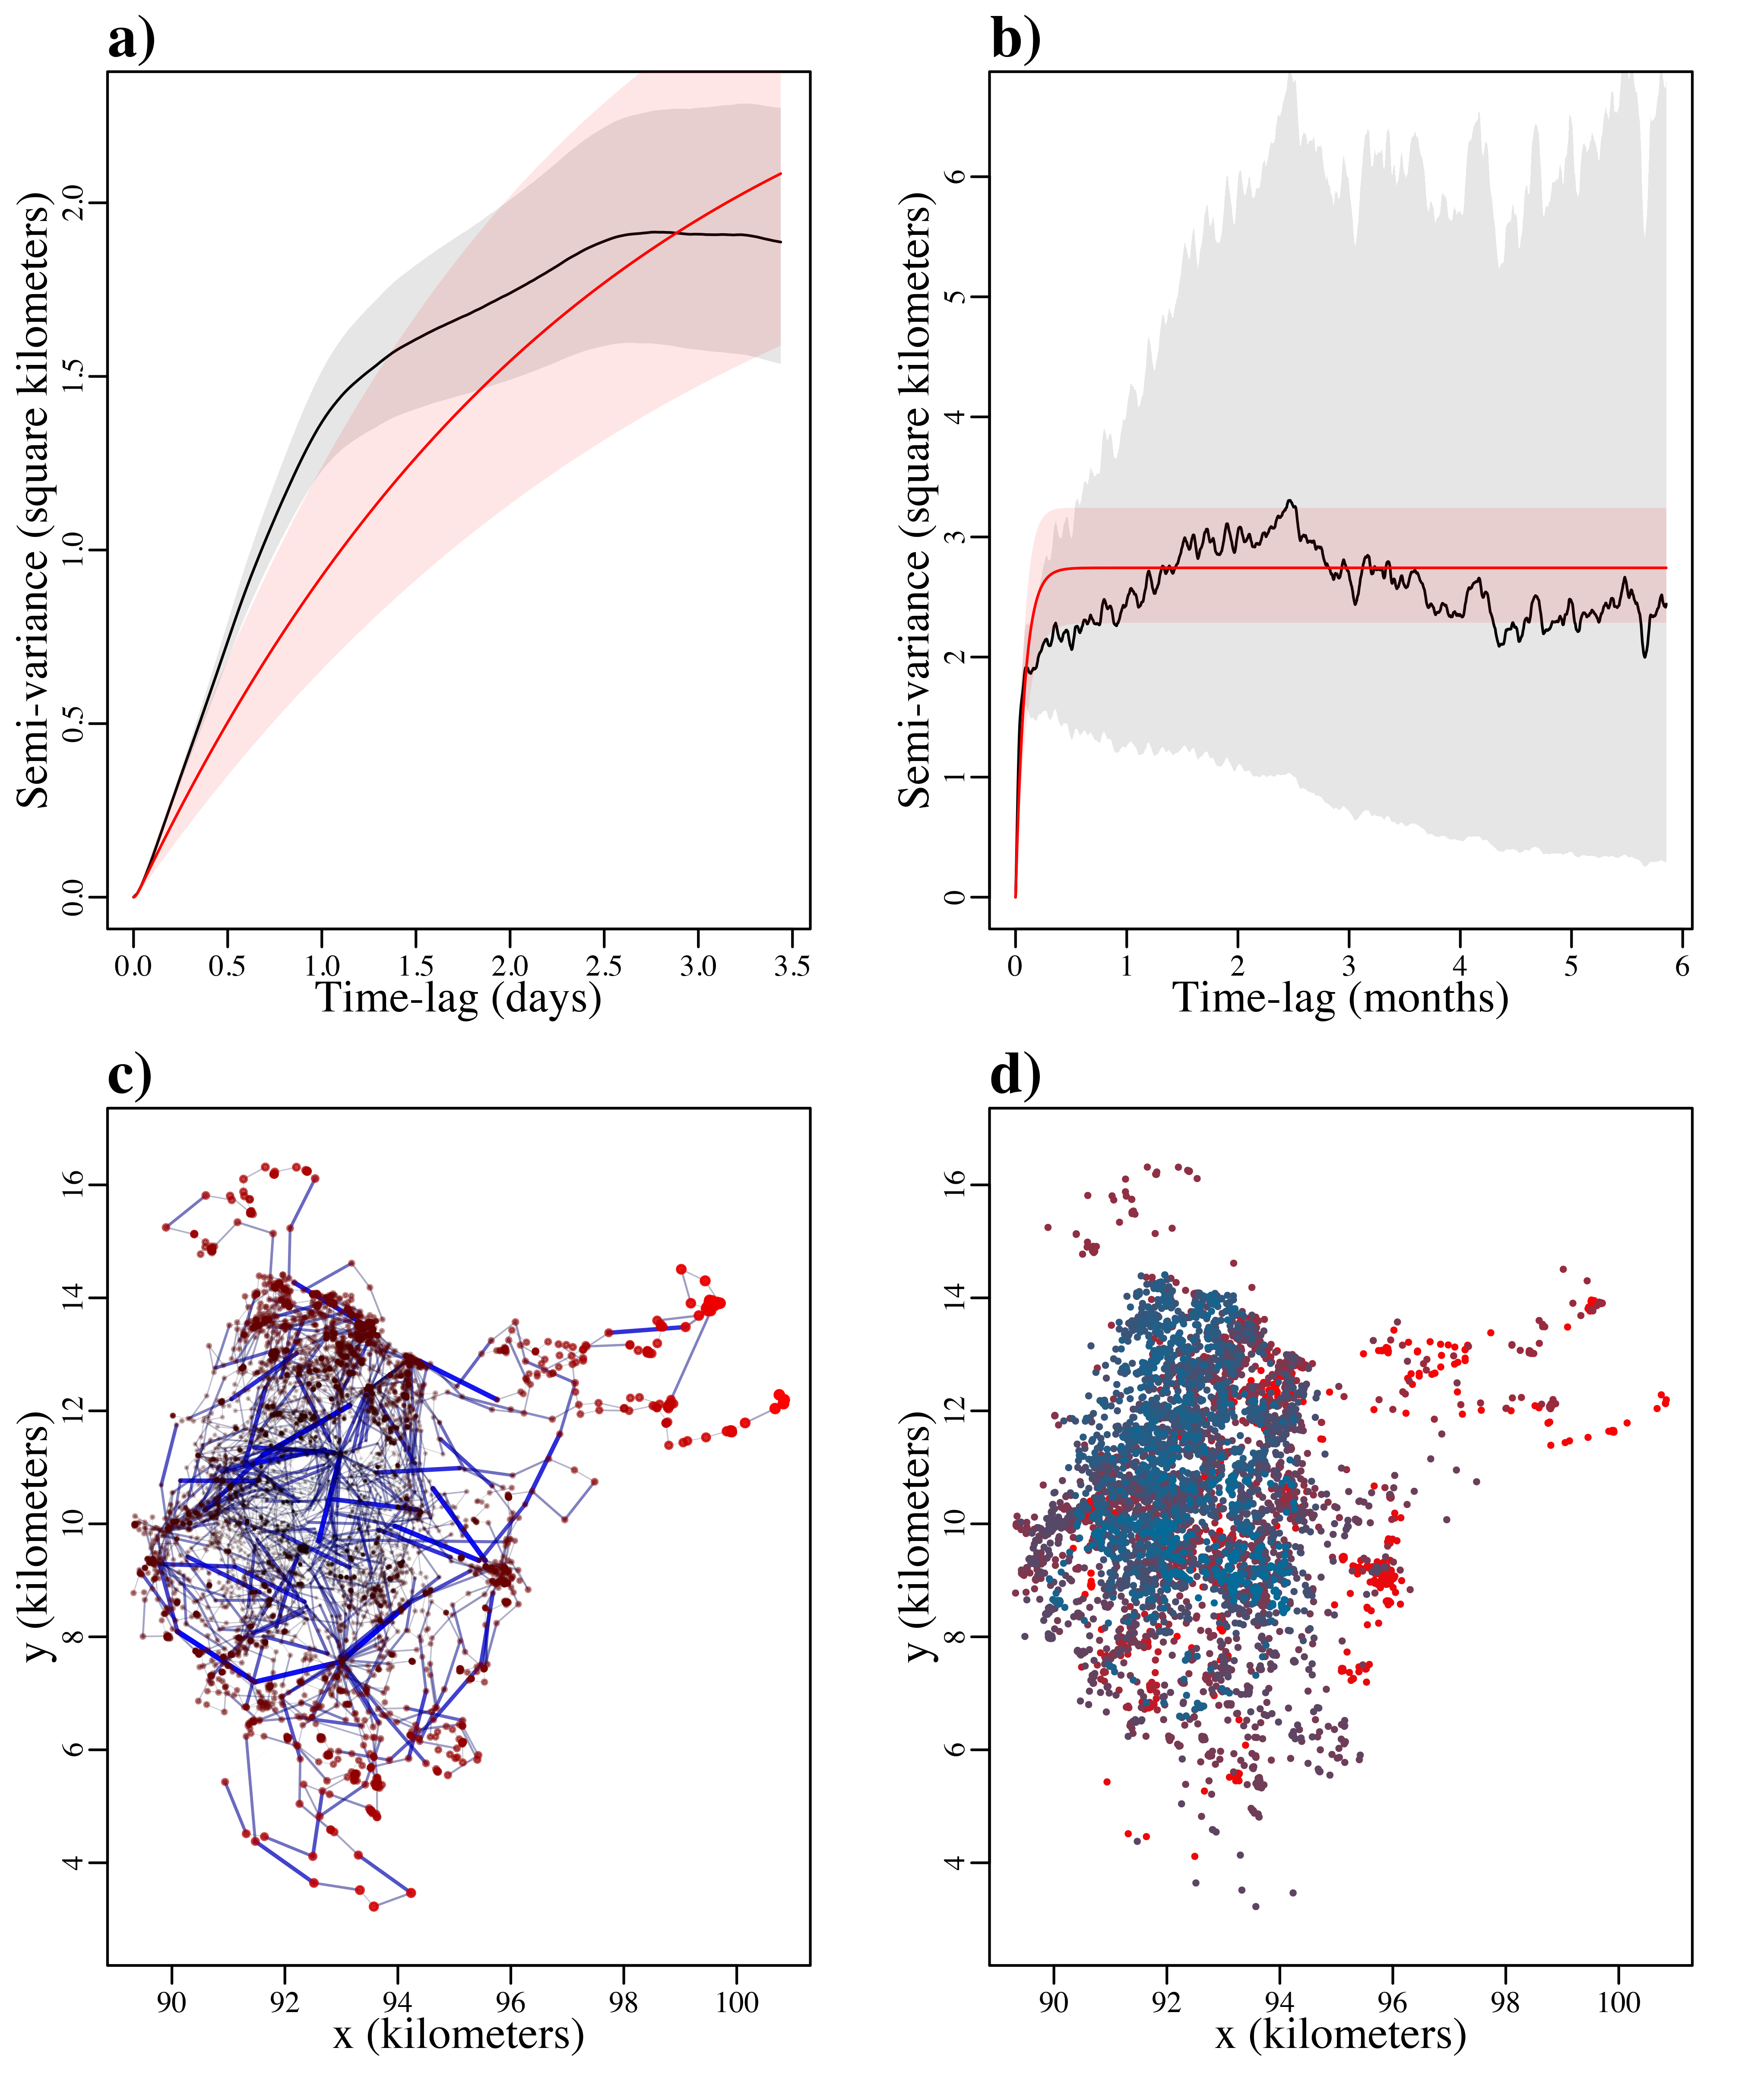 a)
Semi-variance (square kilometers)
0.0 0.5 1.0 1.5 2.0
0.0 0.5 1.0 1.5 2.0 2.5 3.0 3.5
Time-lag (days)
b)
Semi-variance (square kilometers)
0 1 2 3 4 5 6
0 1 2 3 4 5 6
Time-lag (months)
c)
y (kilometers)
4 6 8 10 12 14 16
90 92 94 96 98 100
x (kilometers)
d)
y (kilometers)
4 6 8 10 12 14 16
90 92 94 96 98 100
x (kilometers)